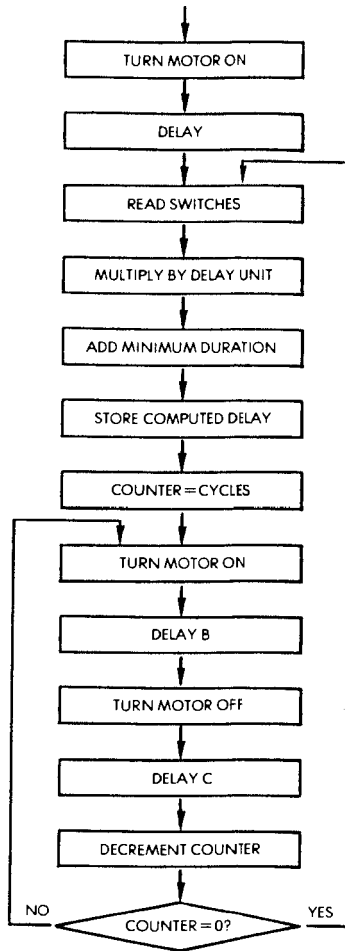 TURN MOTOR ON
DELAY
READ SWITCHES
MULTIPLY BY DELAY UNIT
ADD MINIMUM DURATION
STORE COMPUTED DELAY
COUNTER=CYCLES
TURN MOTOR ON
DELAY B
TURN MOTOR OFF
DELAY C
DECREMENT COUNTER
NO
COUNTER=0?
YES